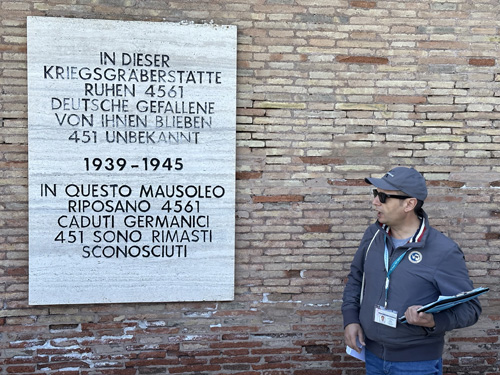 IN DIESER
KRIEGSGRÄBERSTÄTTE
RUHEN 4561
DEUTSCHE GEFALLENE
VON IHNEN BLIEBEN
451 UNBEKANNT
1939-1945
IN QUESTO MAUSOLEO
RIPOSANO 4561
CADUTI GERMANICI
451 SONO RIMASTI
SCONOSCIUTI